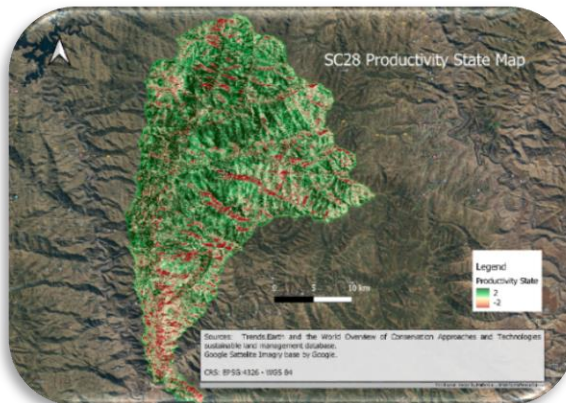 SC28 Productivity State Map
0 5 10 km
Legend
Productivity State
2
-2
Sources: Trends.Earth and the World Overview of Conservation Approaches and Technologies
sustainable land management database.
Google Satellite Imagry base by Google.
CRS: EPSG:4326 - WGS 84